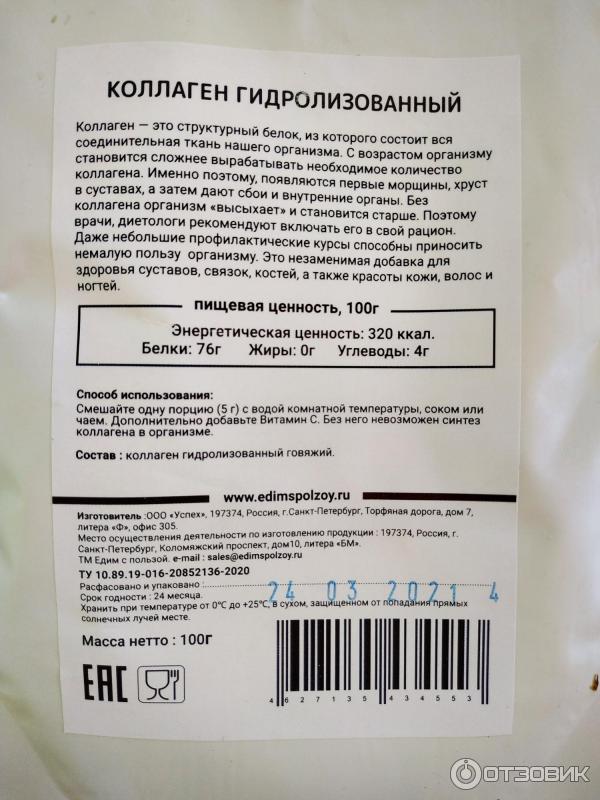 КОЛЛАГЕН ГИДРОЛИЗОВАННЫЙ
Коллаген — это структурный белок, из которого состоит вся
соединительная ткань нашего организма. С возрастом организму
становится сложнее вырабатывать необходимое количество
коллагена. Именно поэтому, появляются первые морщины, хруст
в суставах, а затем дают сбои и внутренние органы. Без
коллагена организм «высыхает» и становится старше. Поэтому
врачи, диетологи рекомендуют включать его в свой рацион.
Даже небольшие профилактические курсы способны приносить
немалую пользу организму. Это незаменимая добавка для
здоровья суставов, связок, костей, а также красоты кожи, волос и
ногтей.
пищевая ценность, 100г
Энергетическая ценность: 320 ккал.
Белки: 76г Жиры: 0г Углеводы: 4г
Способ использования:
Смешайте одну порцию (5 г) с водой комнатной температуры, соком или
чаем. Дополнительно добавьте Витамин С. Без него невозможен синтез
коллагена в организме.
Состав : коллаген гидролизованный говяжий.
www.edimspolzoy.ru
Изготовитель :ООО «Успех», 197374, Россия, г.Санкт-Петербург, Торфяная дорога, дом 7,
литера «Ф», офис 305.
Место осуществления деятельности по изготовлению продукции : 197374, Россия, г.
Санкт-Петербург, Коломяжский проспект, дом10, литера «БМ».
ТМ Едим с пользой. e-mail : sales@edimspolzoy.ru
ТУ 10.89.19-016-20852136-2020
Расфасовано и упаковано : 24 03 2021 4
Срок годности : 24 месяца.
Хранить при температуре от 0°С до +25°С, в сухом, защищенном от попадания прямых
солнечных лучей месте.
Масса нетто : 100г
ЕАС
4 627135 434553
ОТЗОВИК